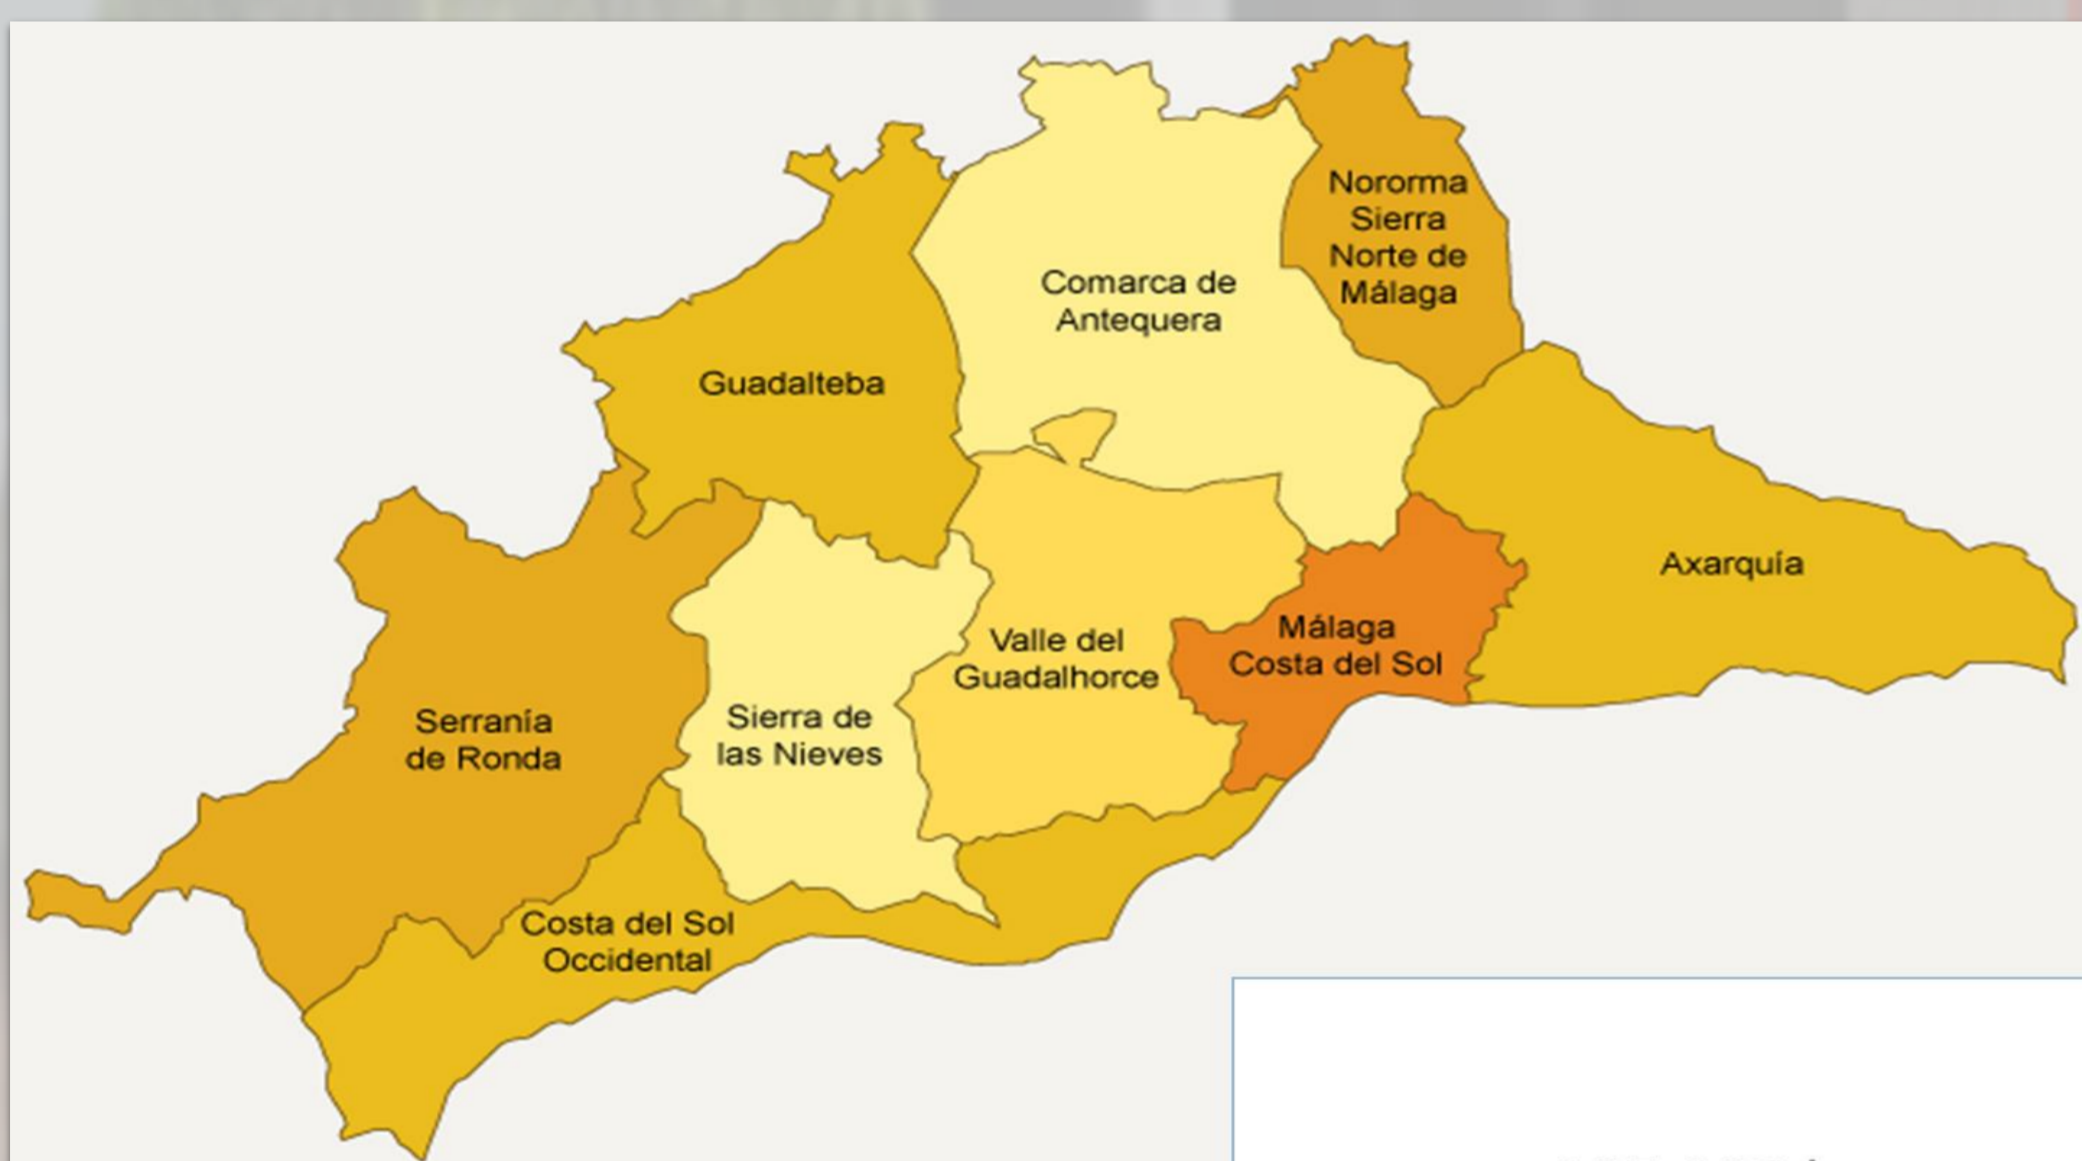 Nororma
Sierra
Norte de
Málaga
Comarca de
Antequera
Guadalteba
Axarquía
Málaga
Costa del Sol
Valle del
Guadalhorce
Sierra de
las Nieves
Serranía
de Ronda
Costa del Sol
Occidental